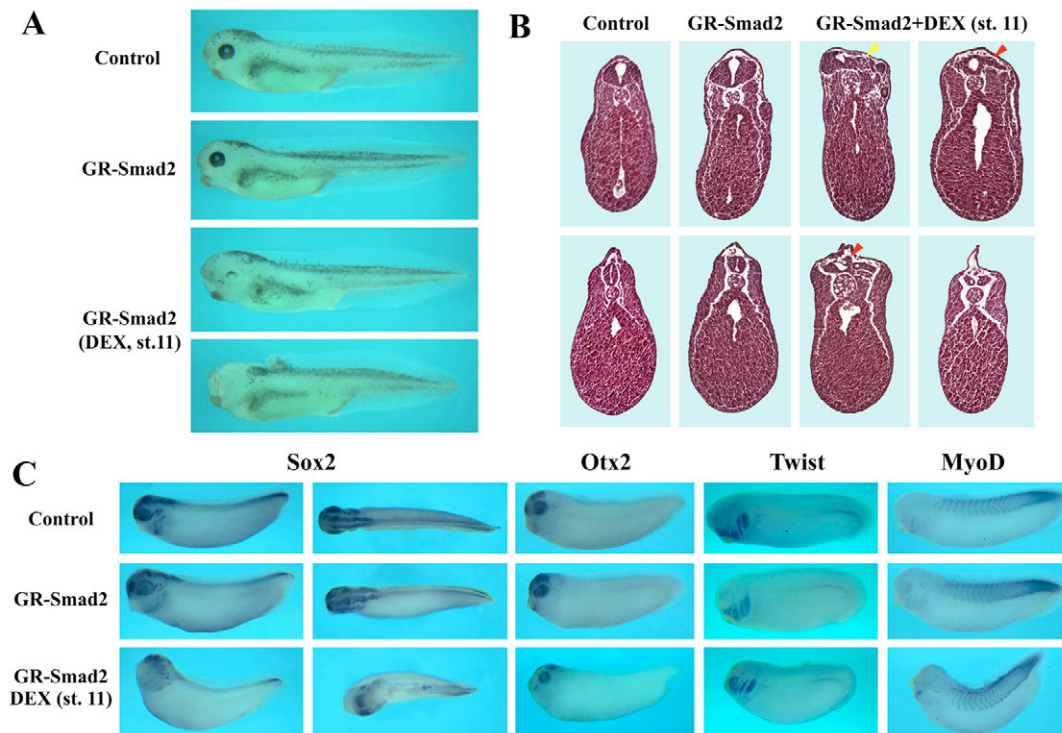 A
Control
GR-Smad2
GR-Smad2
(DEX, st.11)
B
Control GR-Smad2 GR-Smad2+DEX (st. 11)
C
Sox2 Otx2 Twist MyoD
Control
GR-Smad2
GR-Smad2
DEX (st. 11)